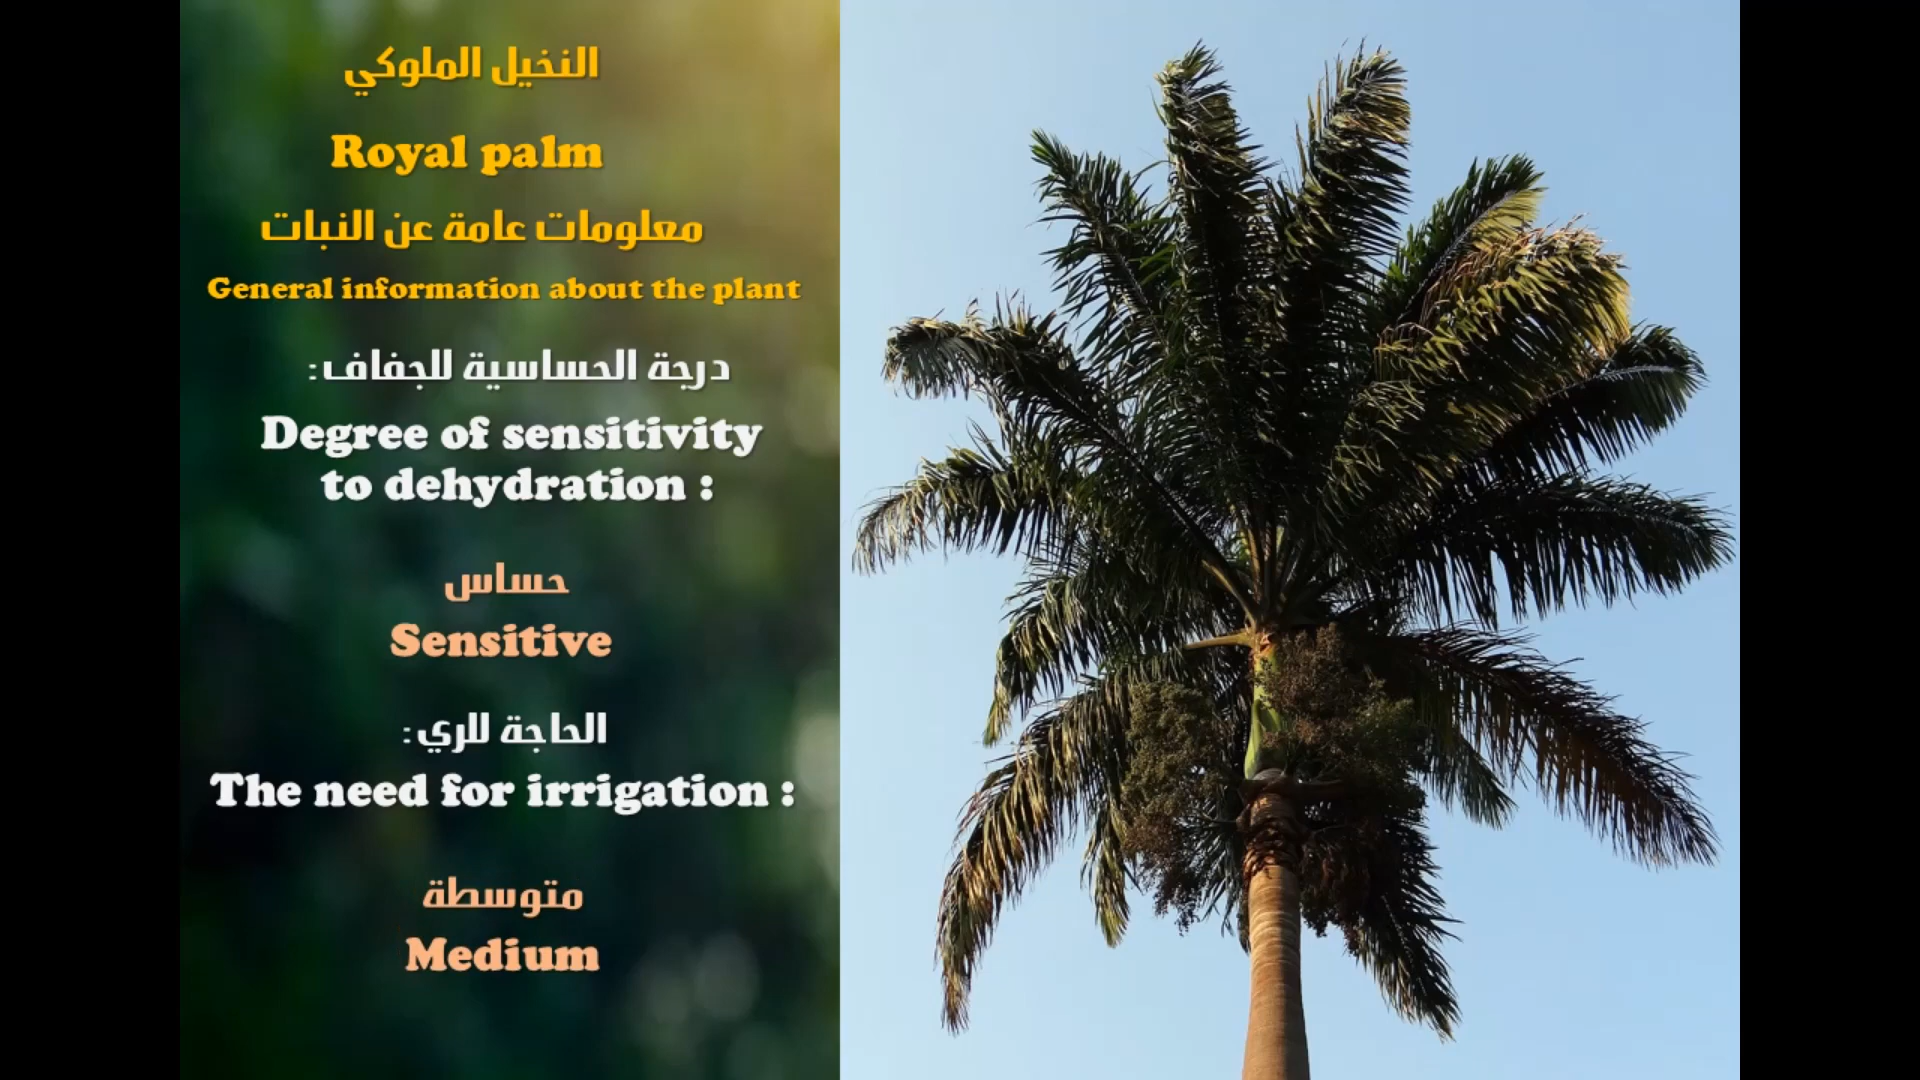 النخيل الملوكي
Royal palm
معلومات عامة عن النبات
General information about the plant
درجة الحساسية للجفاف:
Degree of sensitivity
to dehydration :
حساس
Sensitive
الحاجة للري:
The need for irrigation :
متوسطة
Medium